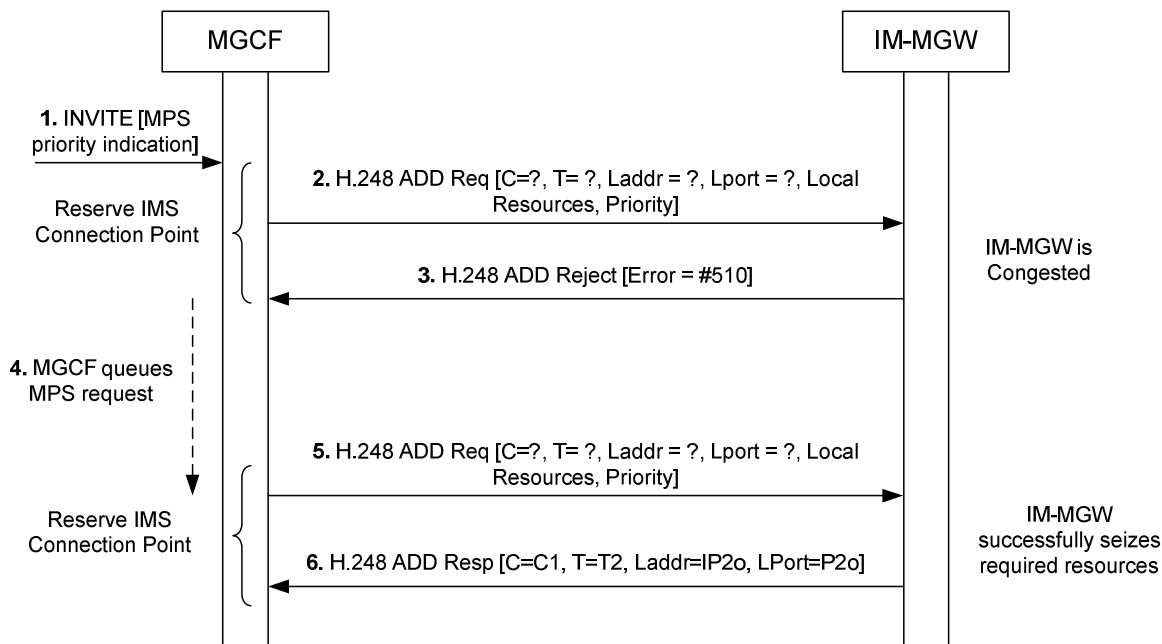 MGCF
IM-MGW
1. INVITE [MPS
priority indication]
2. H.248 ADD Req [C=?, T= ?, Laddr = ?, Lport = ?, Local
Resources, Priority]
Reserve IMS
Connection Point
IM-MGW is
Congested
3. H.248 ADD Reject [Error = #510]
4. MGCF queues
MPS request
5. H.248 ADD Req [C=?, T= ?, Laddr = ?, Lport = ?, Local
Resources, Priority]
Reserve IMS
Connection Point
IM-MGW
successfully seizes
required resources
6. H.248 ADD Resp [C=C1, T=T2, Laddr=IP2o, LPort=P2o]